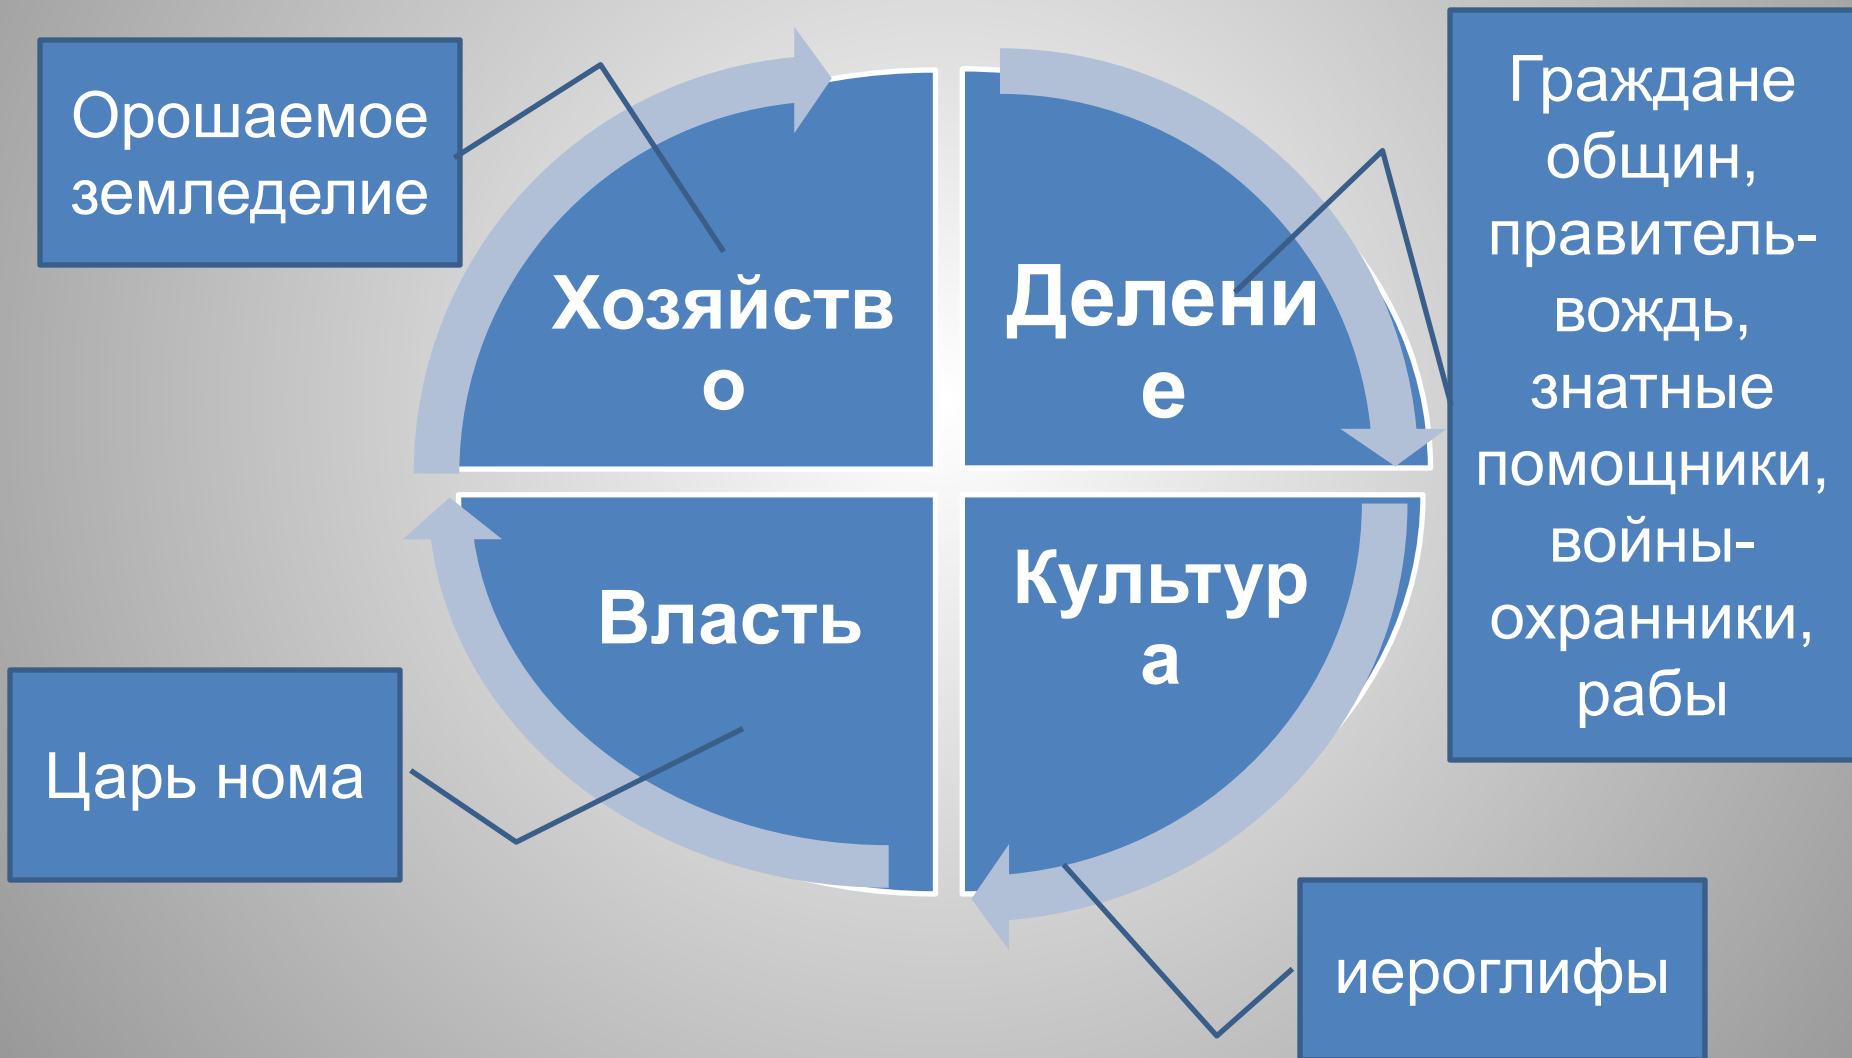 Орошаемое
земледелие
Хозяйств
о
Делени
е
Граждане
общин,
правитель-
вождь,
знатные
помощники,
войны-
охранники,
рабы
Власть
Культур
а
Царь нома
иероглифы